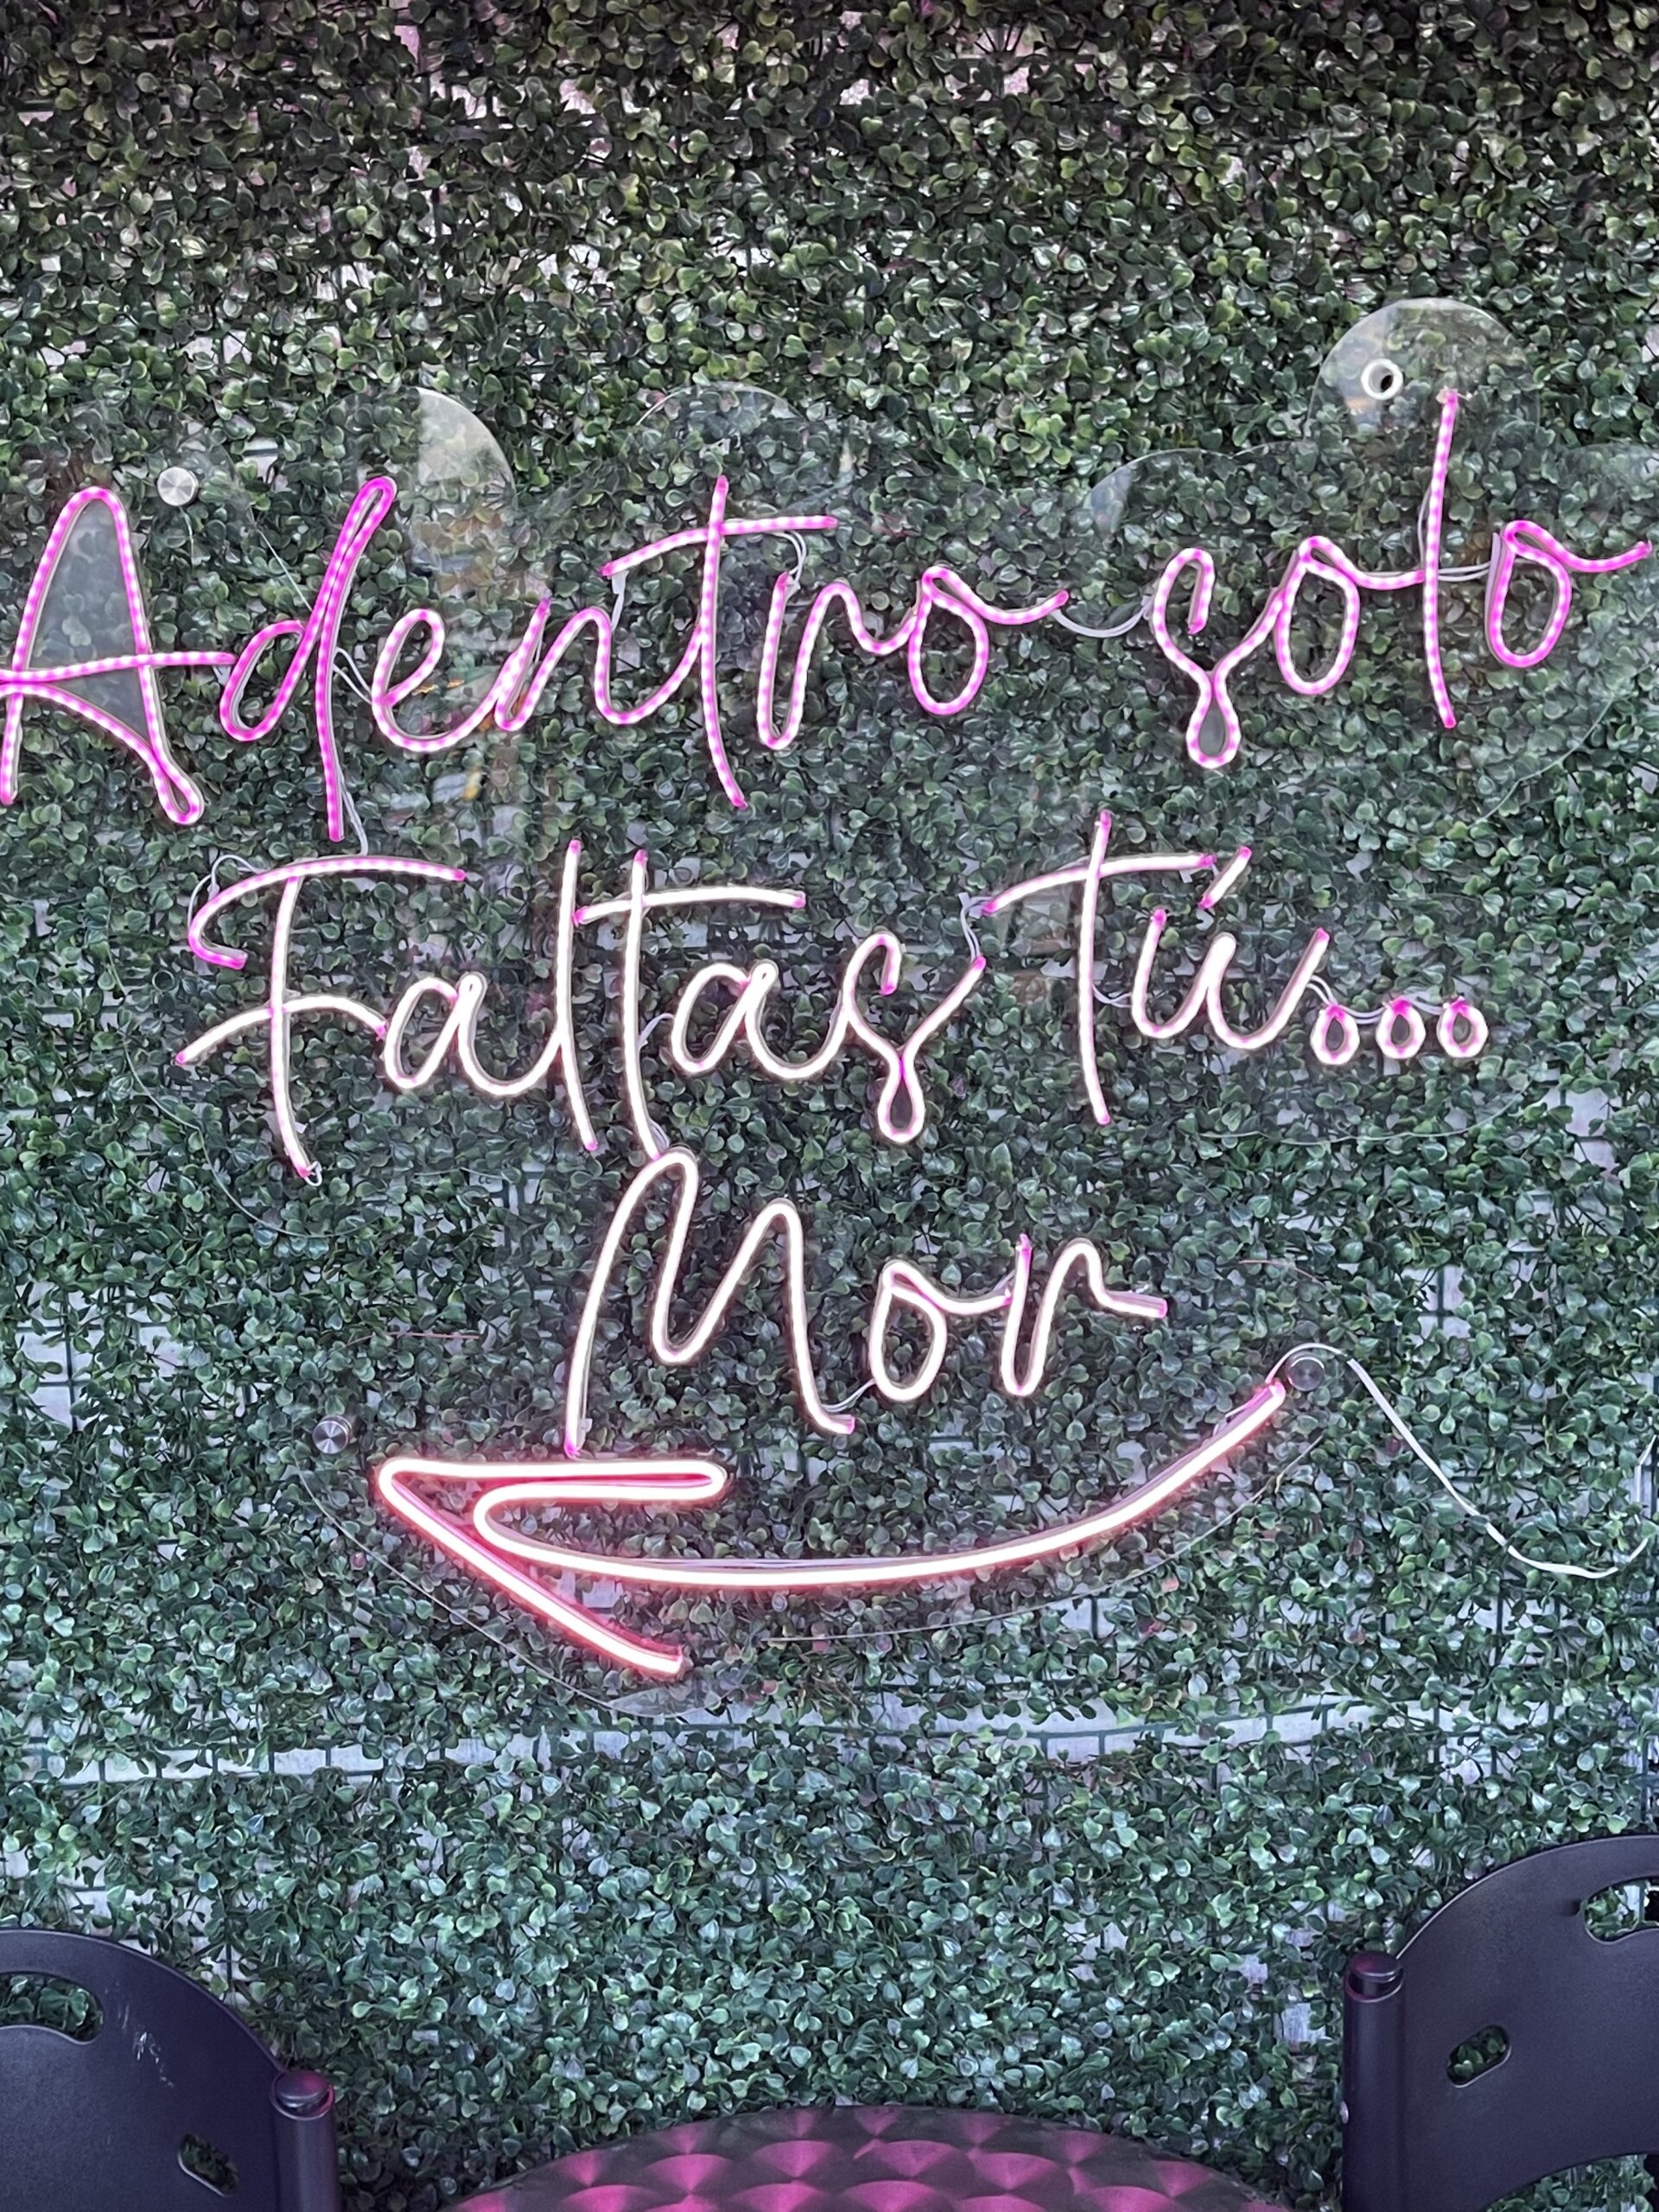 Adentro solo
Faltas tú...
Mor